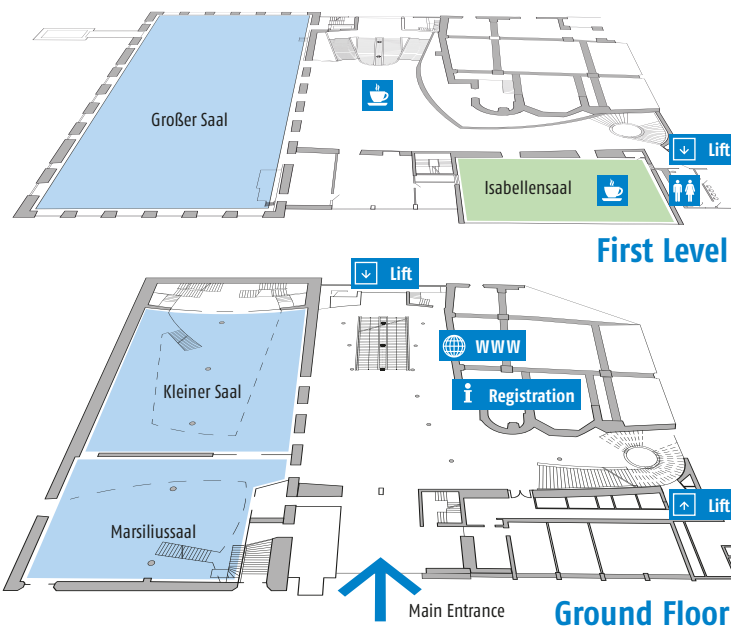 Großer Saal
Lift
Isabellensaal
First Level
Lift
WWW
Kleiner Saal
i Registration
Lift
Marsiliussaal
Main Entrance
Ground Floor